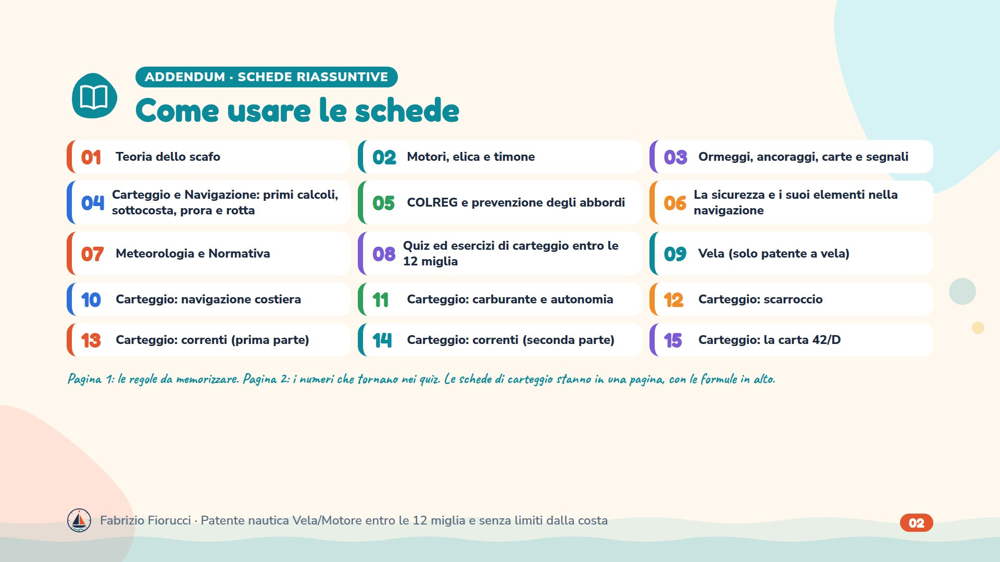 ADDENDUM · SCHEDE RIASSUNTIVE
Come usare le schede
01 Teoria dello scafo
02 Motori, elica e timone
03 Ormeggi, ancoraggi, carte e segnali
04 Carteggio e Navigazione: primi calcoli,
sottocosta, prora e rotta
05 COLREG e prevenzione degli abbordi
06 La sicurezza e i suoi elementi nella
navigazione
07 Meteorologia e Normativa
08 Quiz ed esercizi di carteggio entro le
12 miglia
09 Vela (solo patente a vela)
10 Carteggio: navigazione costiera
11 Carteggio: carburante e autonomia
12 Carteggio: scarroccio
13 Carteggio: correnti (prima parte)
14 Carteggio: correnti (seconda parte)
15 Carteggio: la carta 42/D
Pagina 1: le regole da memorizzare. Pagina 2: i numeri che tornano nei quiz. Le schede di carteggio stanno in una pagina, con le formule in alto.
Fabrizio Fiorucci · Patente nautica Vela/Motore entro le 12 miglia e senza limiti dalla costa
02